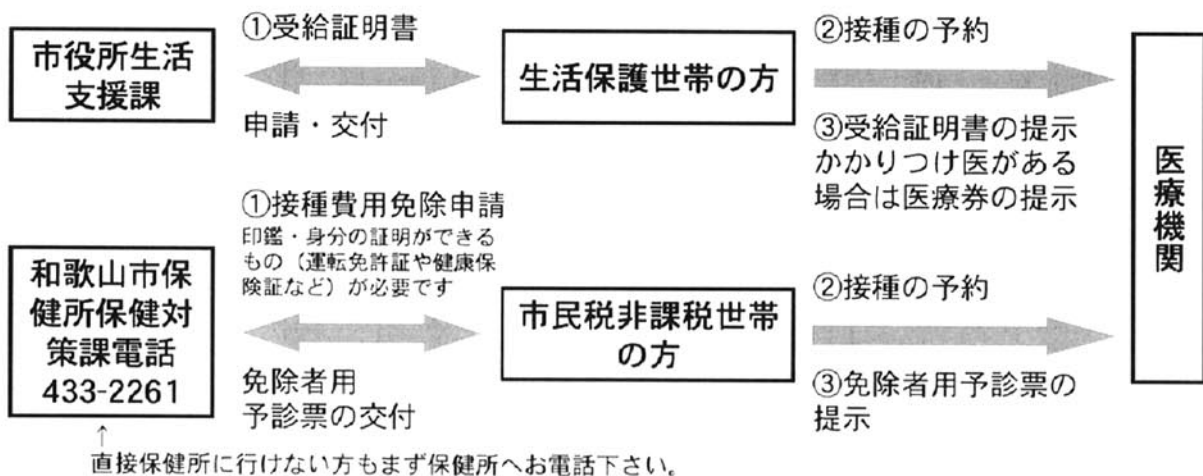 市役所生活
支援課
①受給証明書
申請・交付
生活保護世帯の方
②接種の予約
③受給証明書の提示
かかりつけ医がある
場合は医療券の提示
医療機関
和歌山市保
健所保健対
策課電話
433-2261
①接種費用免除申請
印鑑・身分の証明ができる
もの（運転免許証や健康保
険証など）が必要です
免除者用
予診票の交付
市民税非課税世帯
の方
②接種の予約
③免除者用予診票の
提示
↑
直接保健所に行けない方もまず保健所へお電話下さい。